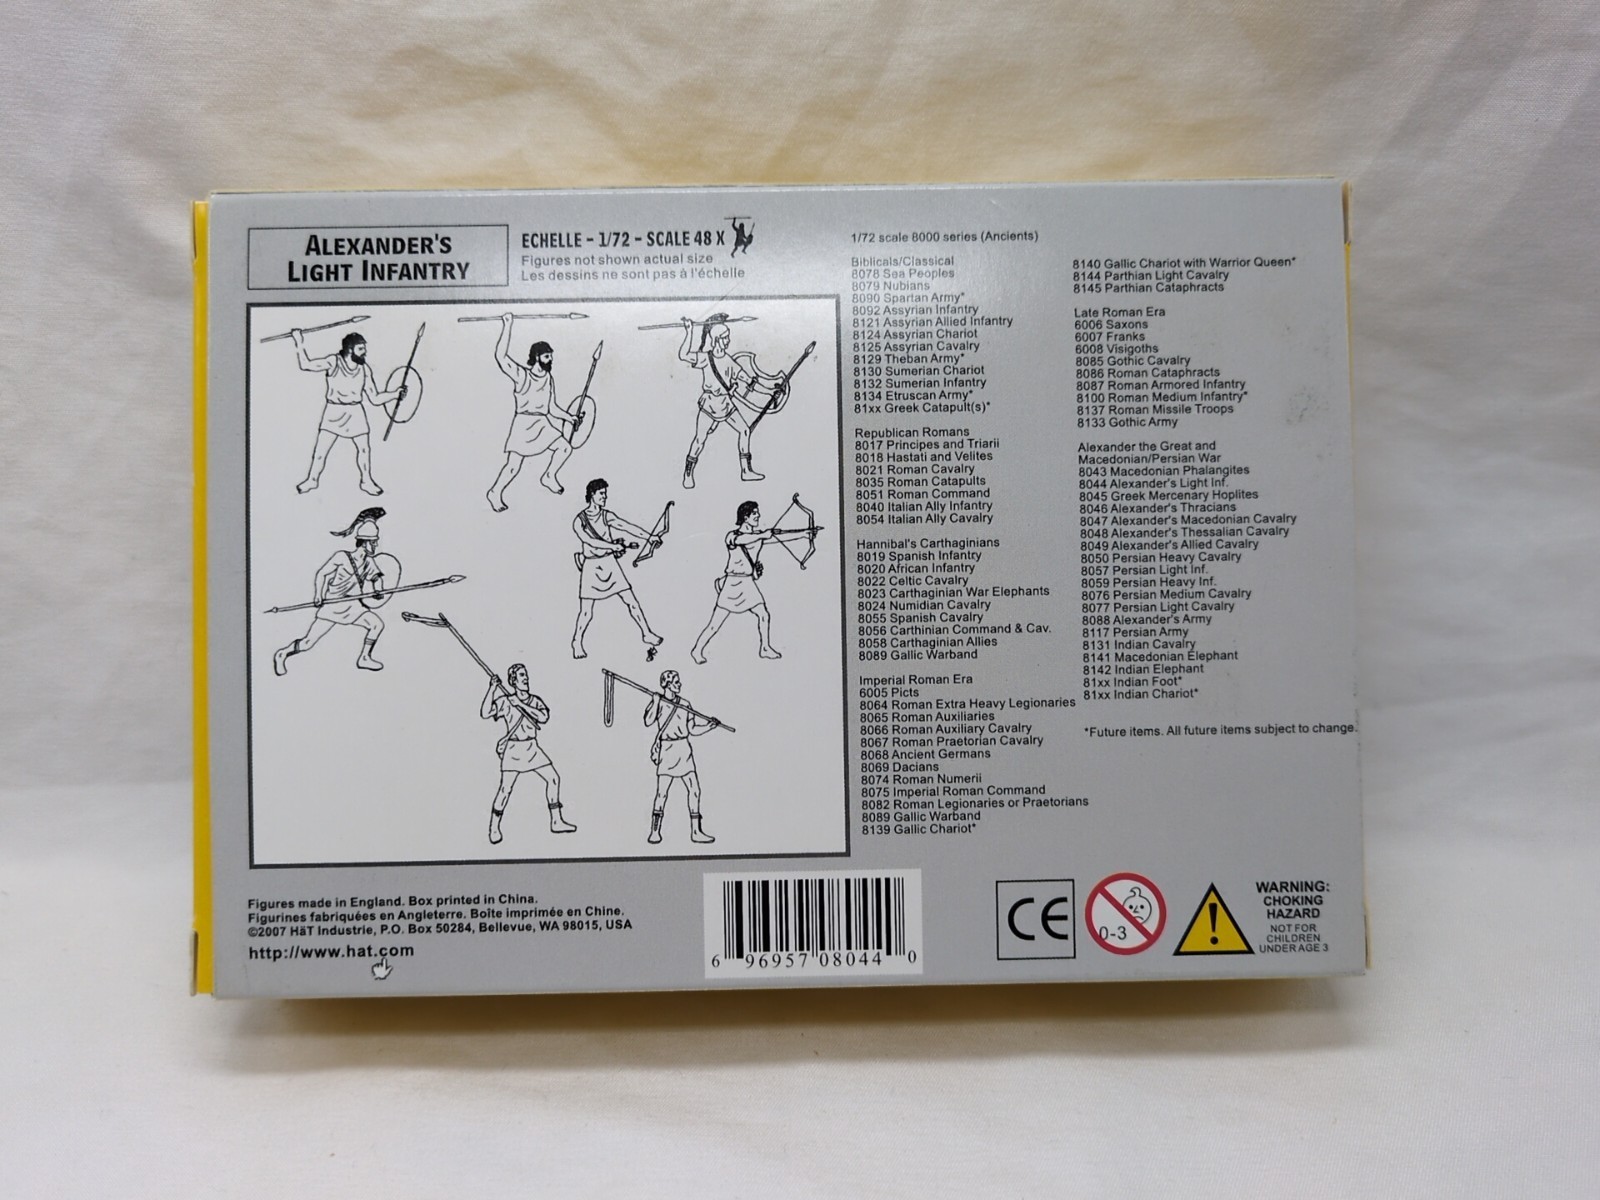 ALEXANDER'S
LIGHT INFANTRY
ECHELLE - 1/72 - SCALE 48 X
Figures not shown actual size
Les dessins ne sont pas à l'échelle
1/72 scale 8000 series (Ancients)
Biblicals/Classical
8078 Sea Peoples
8079 Nubians
8090 Spartan Army*
8092 Assyrian Infantry
8121 Assyrian Allied Infantry
8124 Assyrian Chariot
8125 Assyrian Cavalry
8129 Theban Army*
8130 Sumerian Chariot
8132 Sumerian Infantry
8134 Etruscan Army*
81xx Greek Catapult(s)*
Republican Romans
8017 Principes and Triarii
8018 Hastati and Velites
8021 Roman Cavalry
8035 Roman Catapults
8051 Roman Command
8040 Italian Ally Infantry
8054 Italian Ally Cavalry
Hannibal's Carthaginians
8019 Spanish Infantry
8020 African Infantry
8022 Celtic Cavalry
8023 Carthaginian War Elephants
8024 Numidian Cavalry
8055 Spanish Cavalry
8056 Carthinian Command & Cav.
8058 Carthaginian Allies
8089 Gallic Warband
Imperial Roman Era
6005 Picts
8064 Roman Extra Heavy Legionaries
8065 Roman Auxiliaries
8066 Roman Auxiliary Cavalry
8067 Roman Praetorian Cavalry
8068 Ancient Germans
8069 Dacians
8074 Roman Numerii
8075 Imperial Roman Command
8082 Roman Legionaries or Praetorians
8089 Gallic Warband
8139 Gallic Chariot*
8140 Gallic Chariot with Warrior Queen*
8144 Parthian Light Cavalry
8145 Parthian Cataphracts
Late Roman Era
6006 Saxons
6007 Franks
6008 Visigoths
8085 Gothic Cavalry
8086 Roman Cataphracts
8087 Roman Armored Infantry
8100 Roman Medium Infantry*
8137 Roman Missile Troops
8133 Gothic Army
Alexander the Great and
Macedonian/Persian War
8043 Macedonian Phalangites
8044 Alexander's Light Inf.
8045 Greek Mercenary Hoplites
8046 Alexander's Thracians
8047 Alexander's Macedonian Cavalry
8048 Alexander's Thessalian Cavalry
8049 Alexander's Allied Cavalry
8050 Persian Heavy Cavalry
8057 Persian Light Inf.
8059 Persian Heavy Inf.
8076 Persian Medium Cavalry
8077 Persian Light Cavalry
8088 Alexander's Army
8117 Persian Army
8131 Indian Cavalry
8141 Macedonian Elephant
8142 Indian Elephant
81xx Indian Foot*
81xx Indian Chariot*
*Future items. All future items subject to change.
Figures made in England. Box printed in China.
Figurines fabriquées en Angleterre. Boîte imprimée en Chine.
©2007 HäT Industrie, P.O. Box 50284, Bellevue, WA 98015, USA
http://www.hat.com
6 96957 08044 0
CE
0-3
WARNING:
CHOKING
HAZARD
NOT FOR
CHILDREN
UNDER AGE 3